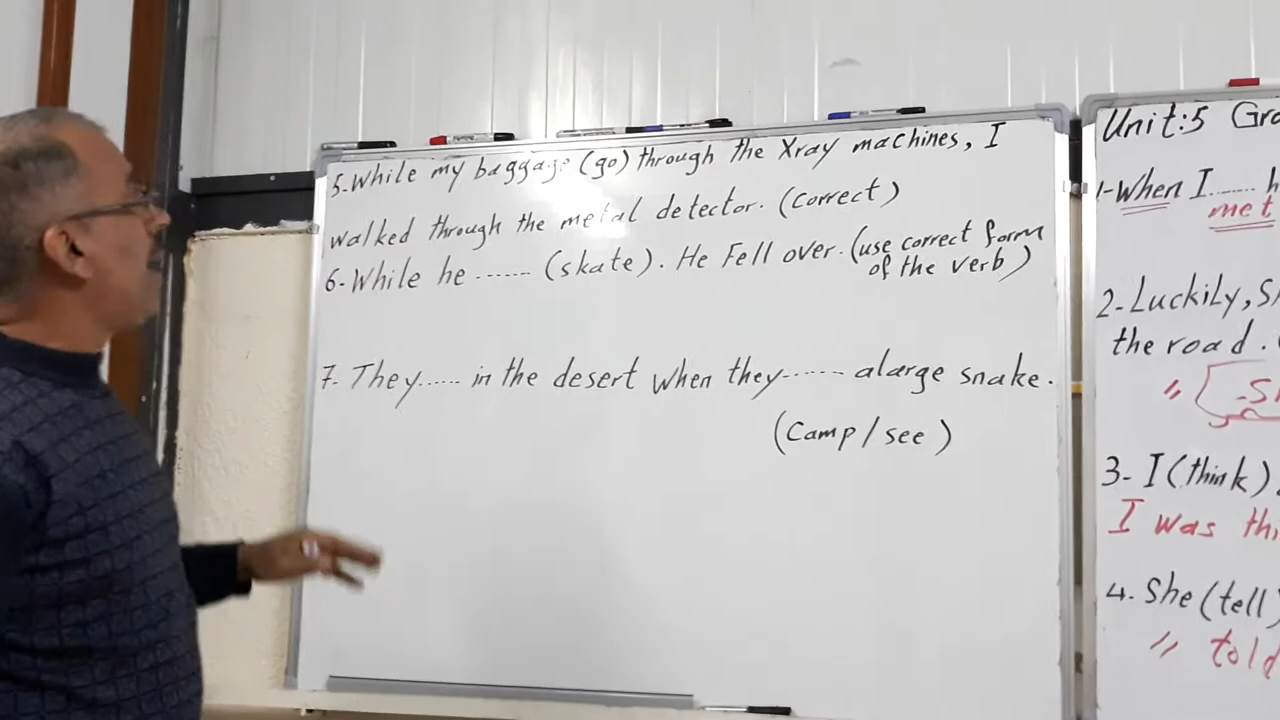 5-While my baggage (go) through the Xray machines, I
walked through the metal detector. (Correct)
6-While he ....... (skate). He Fell over. (use correct form
of the verb)
7- They...... in the desert when they....... alarge snake.
(Camp/see)
Unit:5
1-When I.......
met
2-Luckily,
the road.
3- I (think)
I was
4. She (tell)
〃 told